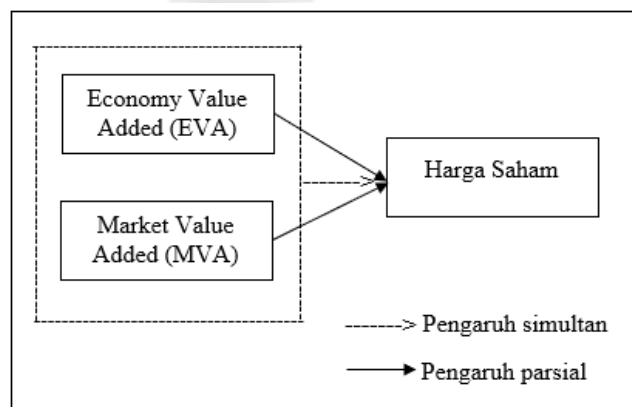 Economy Value
Added (EVA)
Harga Saham
Market Value
Added (MVA)
Pengaruh simultan
Pengaruh parsial